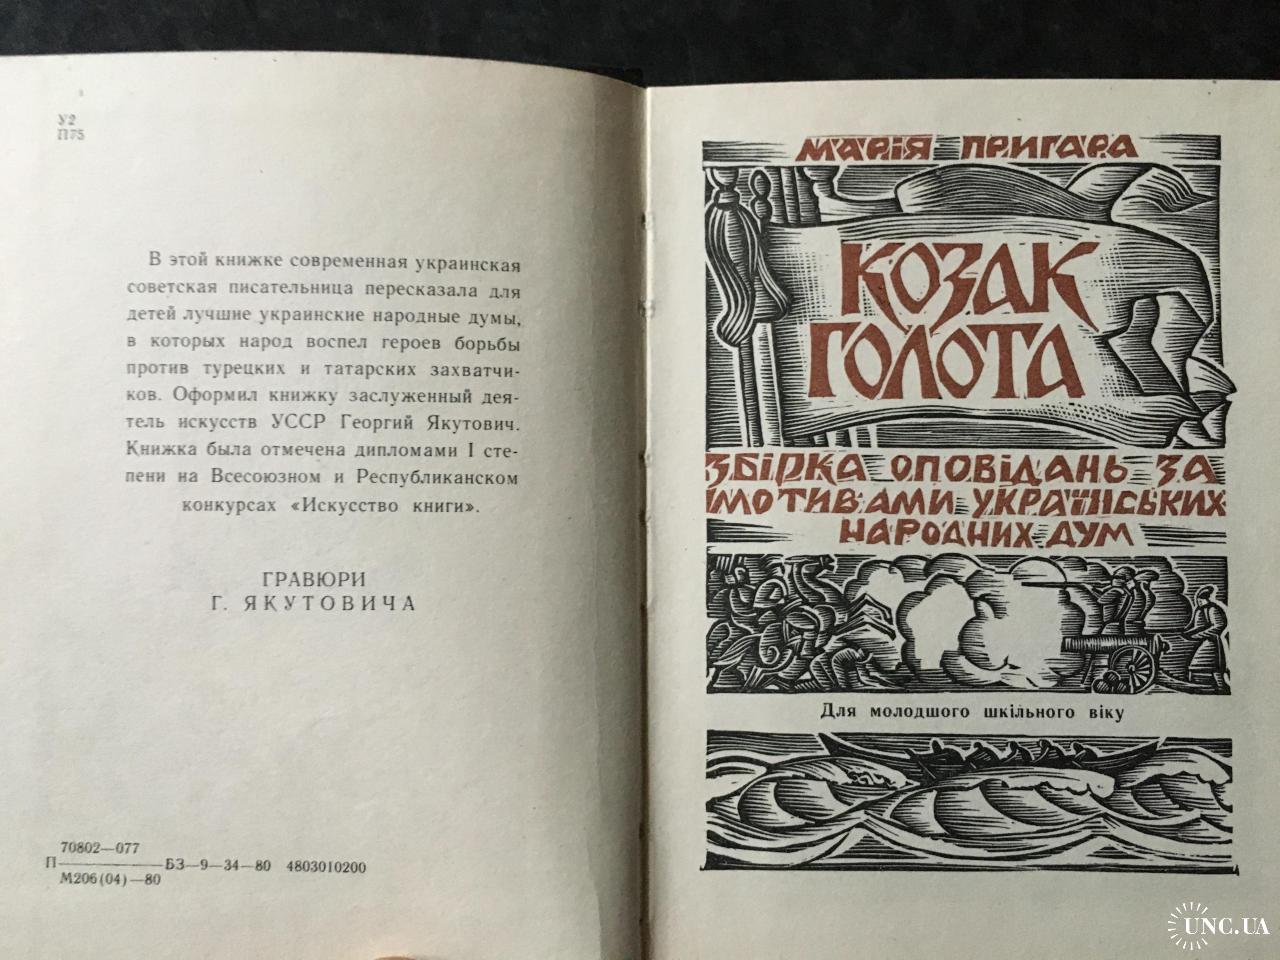 У2
П75
В этой книжке современная украинская
советская писательница пересказала для
детей лучшие украинские народные думы,
в которых народ воспел героев борьбы
против турецких и татарских захватчи-
ков. Оформил книжку заслуженный дея-
тель искусств УССР Георгий Якутович.
Книжка была отмечена дипломами I сте-
пени на Всесоюзном и Республиканском
конкурсах «Искусство книги».
ГРАВЮРИ
Г. ЯКУТОВИЧА
70802—077
П————БЗ—9—34—80 4803010200
М206(04)—80
МАРІЯ ПРИГАРА
КОЗАК
ГОЛОТА
ЗБІРКА ОПОВІДАНЬ ЗА
МОТИВАМИ УКРАЇНСЬКИХ
НАРОДНИХ ДУМ
Для молодшого шкільного віку
UNC.UA